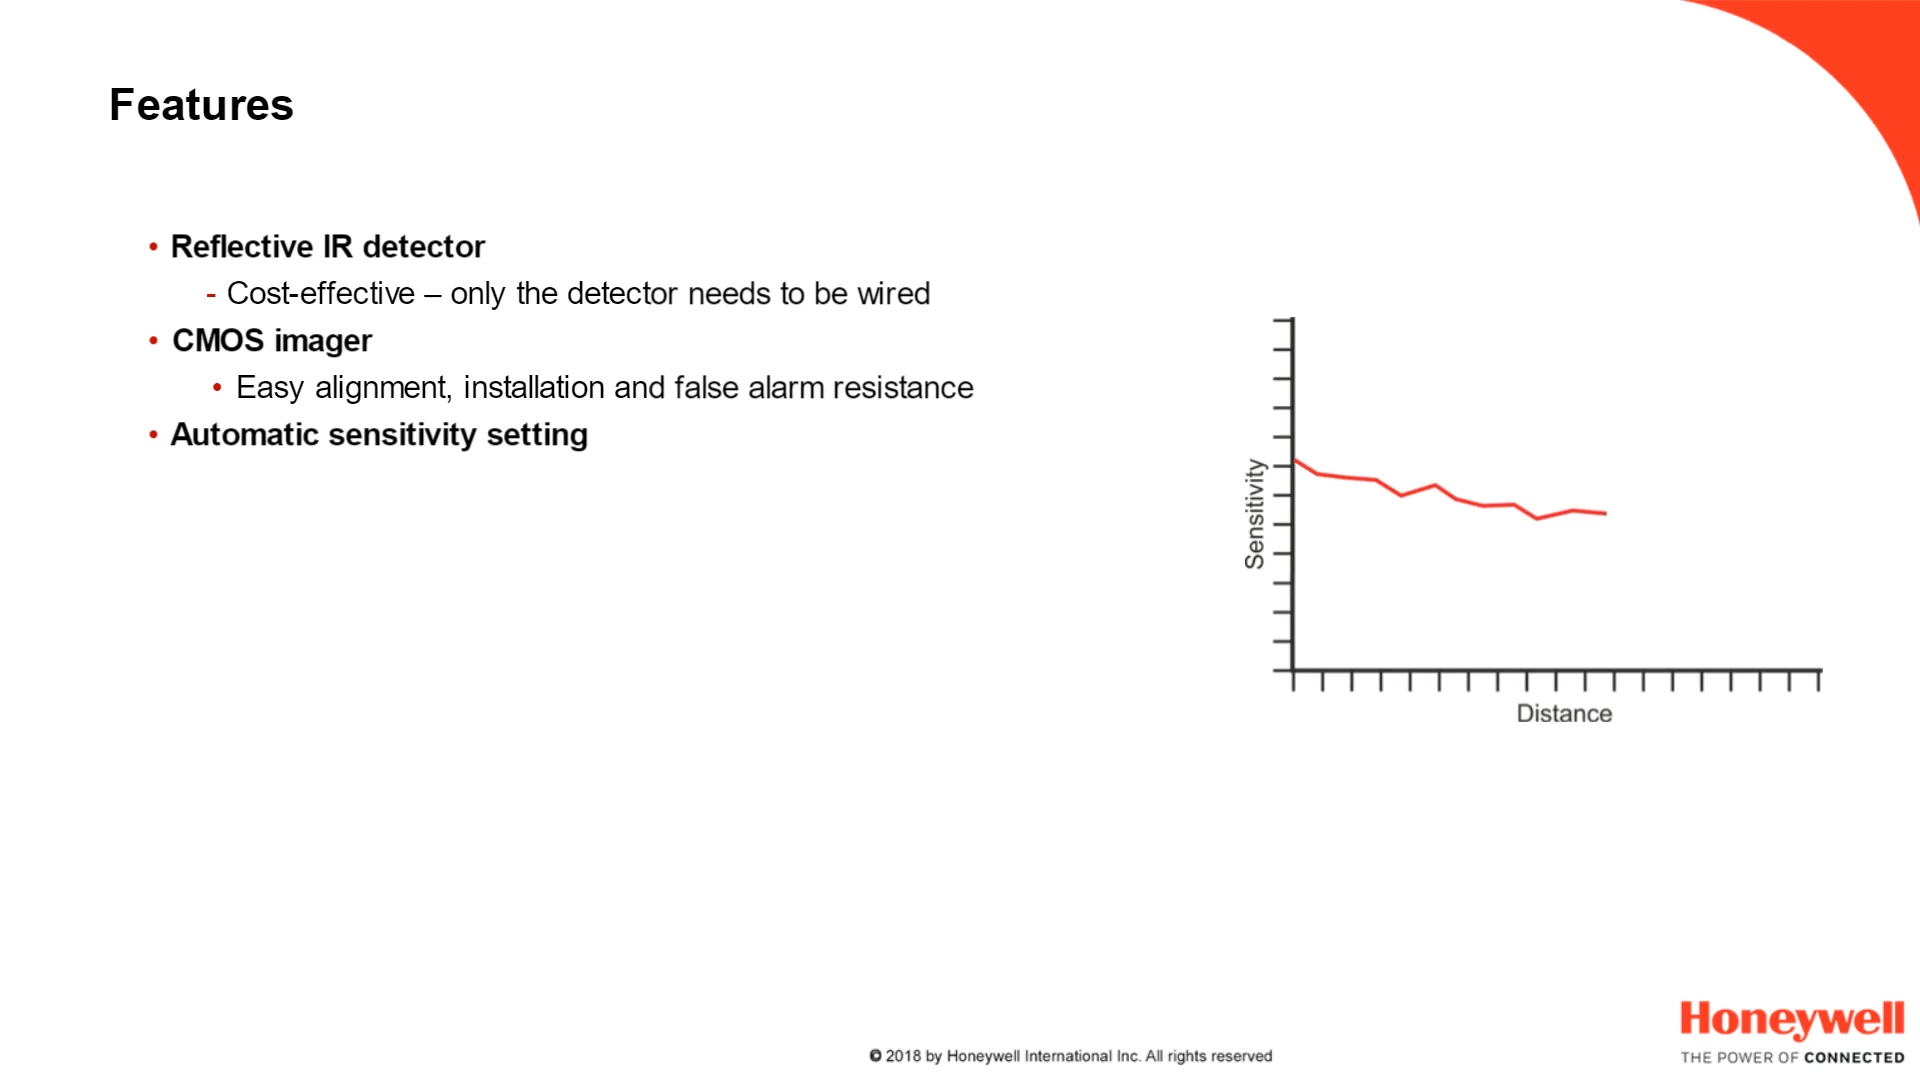 Features
• Reflective IR detector
- Cost-effective – only the detector needs to be wired
• CMOS imager
• Easy alignment, installation and false alarm resistance
• Automatic sensitivity setting
Sensitivity
Distance
Honeywell
THE POWER OF CONNECTED
© 2018 by Honeywell International Inc. All rights reserved